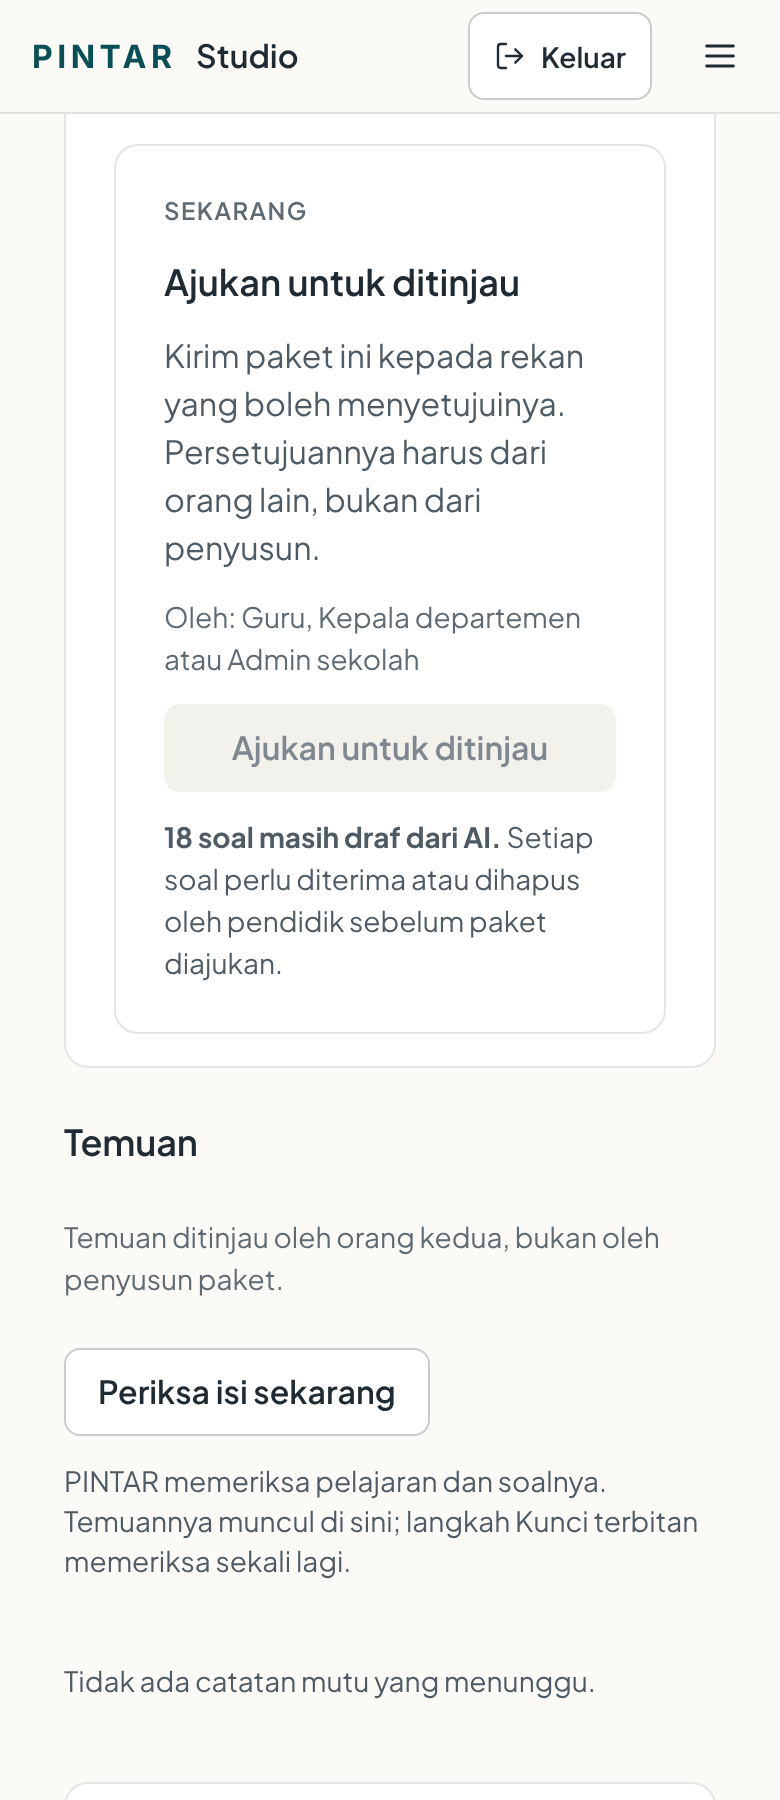 PINTAR Studio
Keluar
SEKARANG
Ajukan untuk ditinjau
Kirim paket ini kepada rekan
yang boleh menyetujuinya.
Persetujuannya harus dari
orang lain, bukan dari
penyusun.
Oleh: Guru, Kepala departemen
atau Admin sekolah
Ajukan untuk ditinjau
18 soal masih draf dari AI. Setiap
soal perlu diterima atau dihapus
oleh pendidik sebelum paket
diajukan.
Temuan
Temuan ditinjau oleh orang kedua, bukan oleh
penyusun paket.
Periksa isi sekarang
PINTAR memeriksa pelajaran dan soalnya.
Temuannya muncul di sini; langkah Kunci terbitan
memeriksa sekali lagi.
Tidak ada catatan mutu yang menunggu.